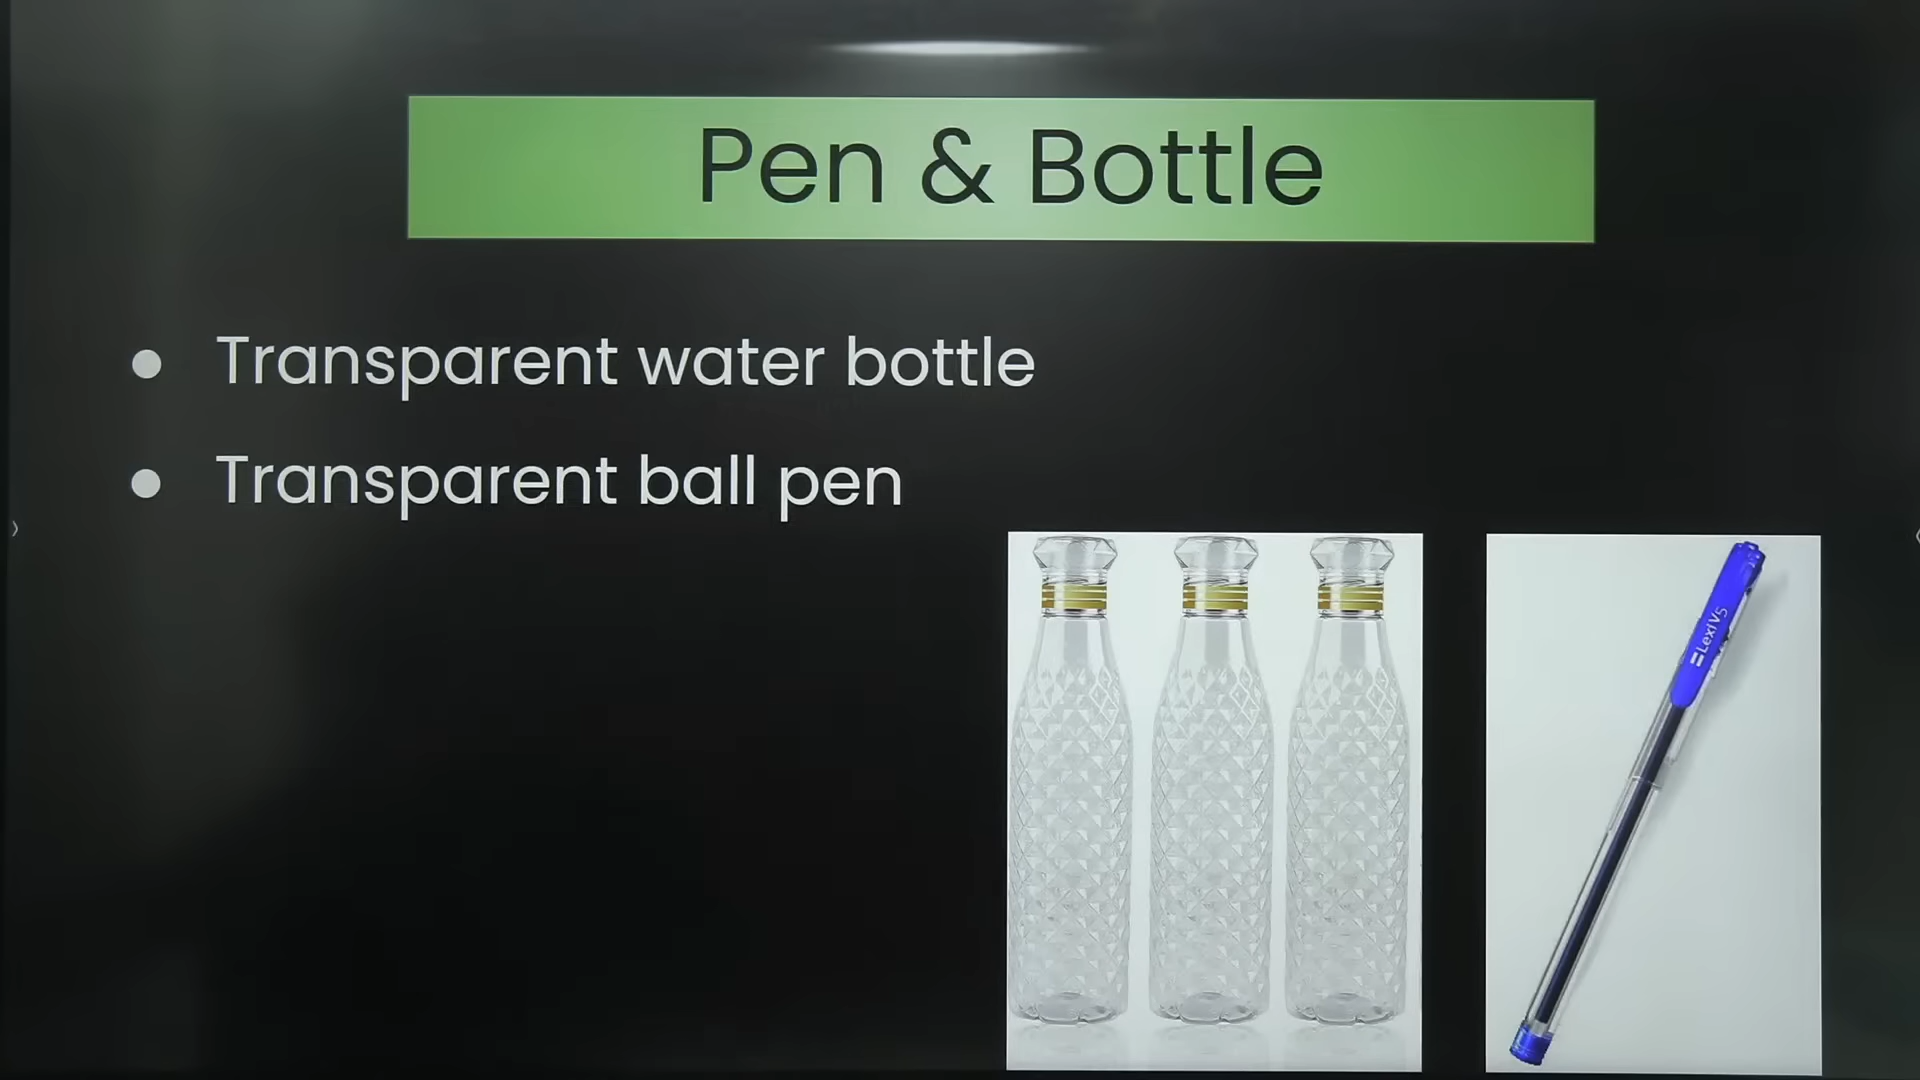 Pen & Bottle
Transparent water bottle
Transparent ball pen
Lexi V5